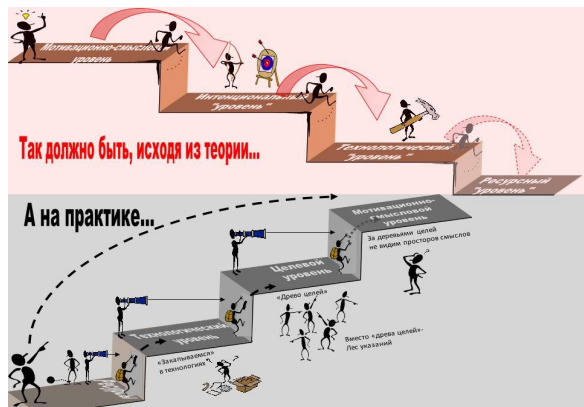 Мотивационно-смысловой
уровень
Интенциональный
"уровень"
Технологический
"уровень"
Ресурсный
"уровень"
Так должно быть, исходя из теории...
А на практике...
Мотивационно-
смысловой
уровень
За деревьями целей
не видим просторов смыслов
Целевой
уровень
«Древо целей»
Технологический
уровень
Вместо «древа целей»-
Лес указаний
«Закапываемся»
в технологиях